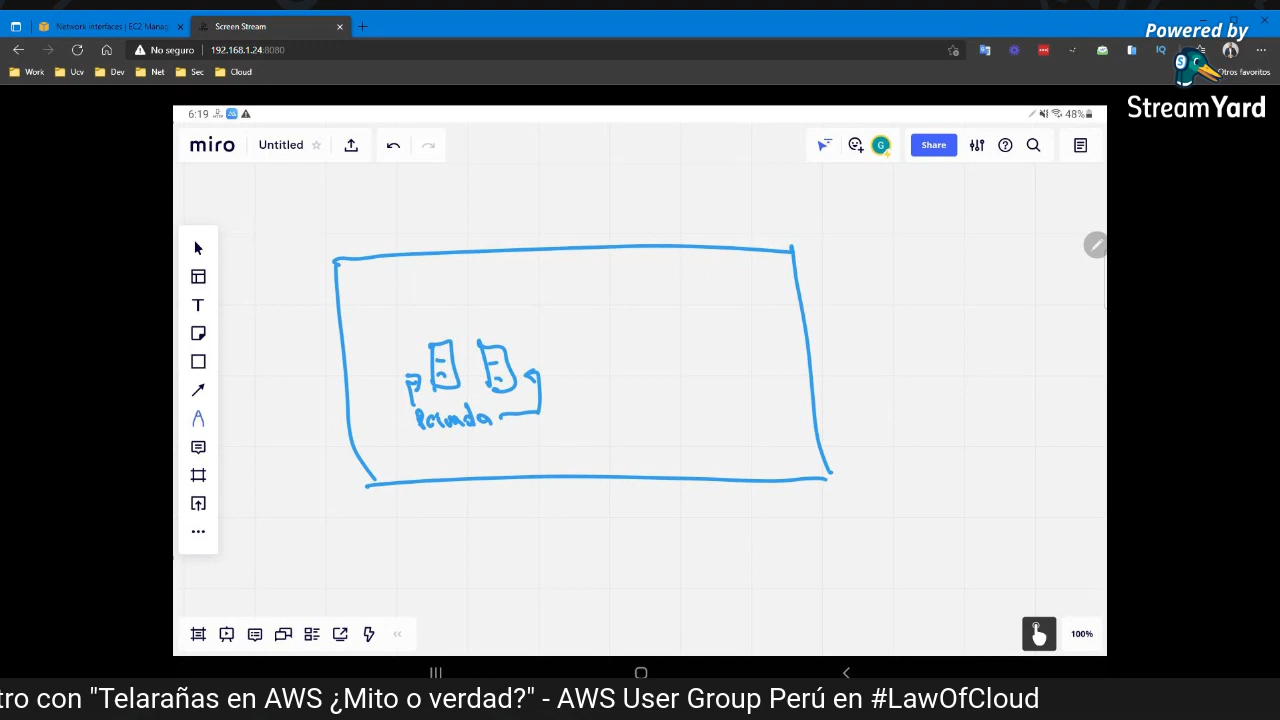 Network interfaces | EC2 Manag
Screen Stream
Powered by
No seguro
192.168.1.24:8080
Work
Ucv
Dev
Net
Sec
Cloud
Otros favoritos
StreamYard
6:19
48%
miro
Untitled
G
Share
Privada
100%
tro con "Telarañas en AWS ¿Mito o verdad?" - AWS User Group Perú en #LawOfCloud